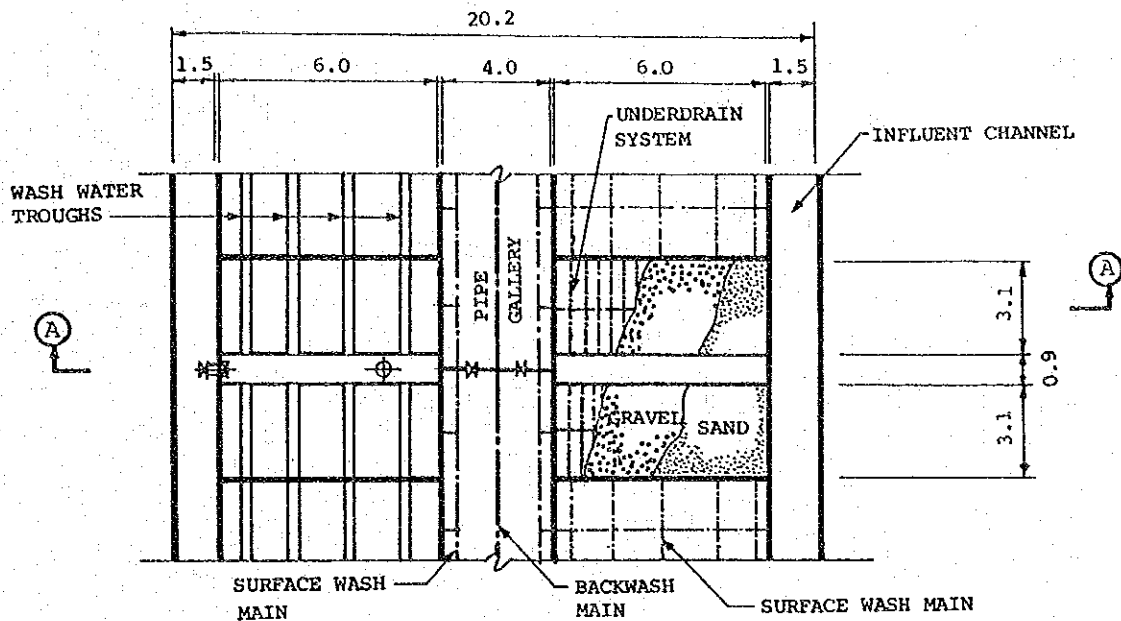 20.2
1.5 6.0 4.0 6.0 1.5
UNDERDRAIN
SYSTEM
INFLUENT CHANNEL
WASH WATER
TROUGHS
PIPE
GALLERY
A
A
3.1
0.9
3.1
GRAVEL SAND
SURFACE WASH
MAIN
BACKWASH
MAIN
SURFACE WASH MAIN